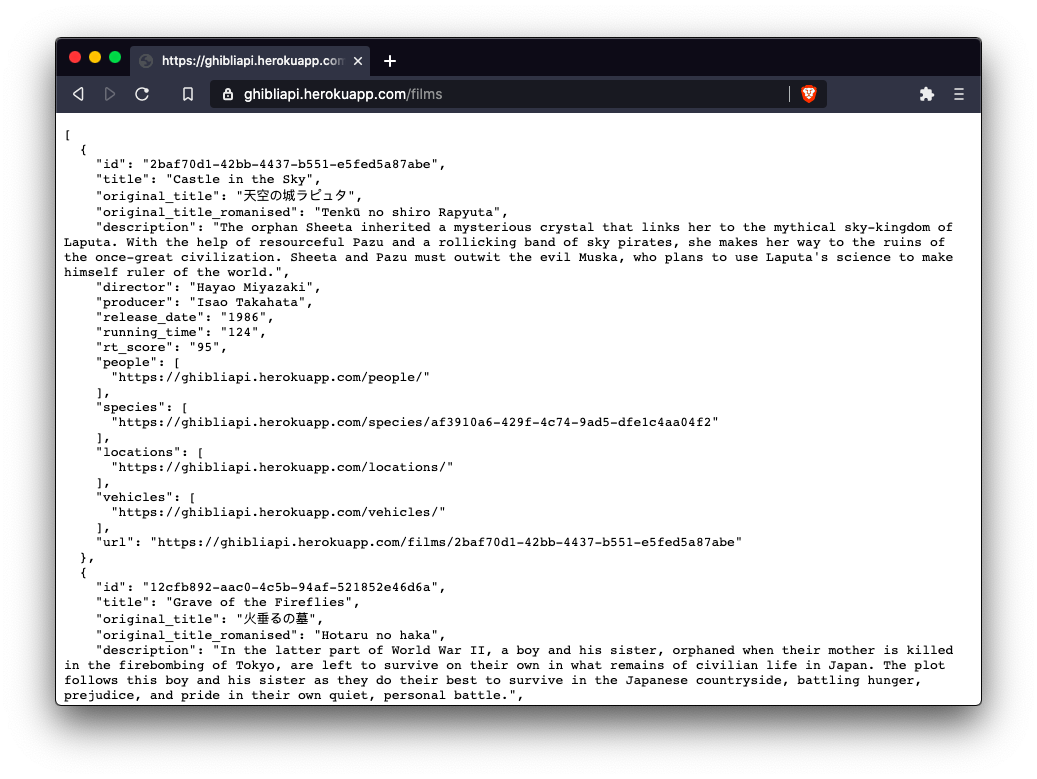 https://ghibliapi.herokuapp.com
ghibliapi.herokuapp.com/films
[
  {
    "id": "2baf70d1-42bb-4437-b551-e5fed5a87abe",
    "title": "Castle in the Sky",
    "original_title": "天空の城ラピュタ",
    "original_title_romanised": "Tenkū no shiro Rapyuta",
    "description": "The orphan Sheeta inherited a mysterious crystal that links her to the mythical sky-kingdom of
Laputa. With the help of resourceful Pazu and a rollicking band of sky pirates, she makes her way to the ruins of
the once-great civilization. Sheeta and Pazu must outwit the evil Muska, who plans to use Laputa's science to make
himself ruler of the world.",
    "director": "Hayao Miyazaki",
    "producer": "Isao Takahata",
    "release_date": "1986",
    "running_time": "124",
    "rt_score": "95",
    "people": [
      "https://ghibliapi.herokuapp.com/people/"
    ],
    "species": [
      "https://ghibliapi.herokuapp.com/species/af3910a6-429f-4c74-9ad5-dfe1c4aa04f2"
    ],
    "locations": [
      "https://ghibliapi.herokuapp.com/locations/"
    ],
    "vehicles": [
      "https://ghibliapi.herokuapp.com/vehicles/"
    ],
    "url": "https://ghibliapi.herokuapp.com/films/2baf70d1-42bb-4437-b551-e5fed5a87abe"
  },
  {
    "id": "12cfb892-aac0-4c5b-94af-521852e46d6a",
    "title": "Grave of the Fireflies",
    "original_title": "火垂るの墓",
    "original_title_romanised": "Hotaru no haka",
    "description": "In the latter part of World War II, a boy and his sister, orphaned when their mother is killed
in the firebombing of Tokyo, are left to survive on their own in what remains of civilian life in Japan. The plot
follows this boy and his sister as they do their best to survive in the Japanese countryside, battling hunger,
prejudice, and pride in their own quiet, personal battle.",